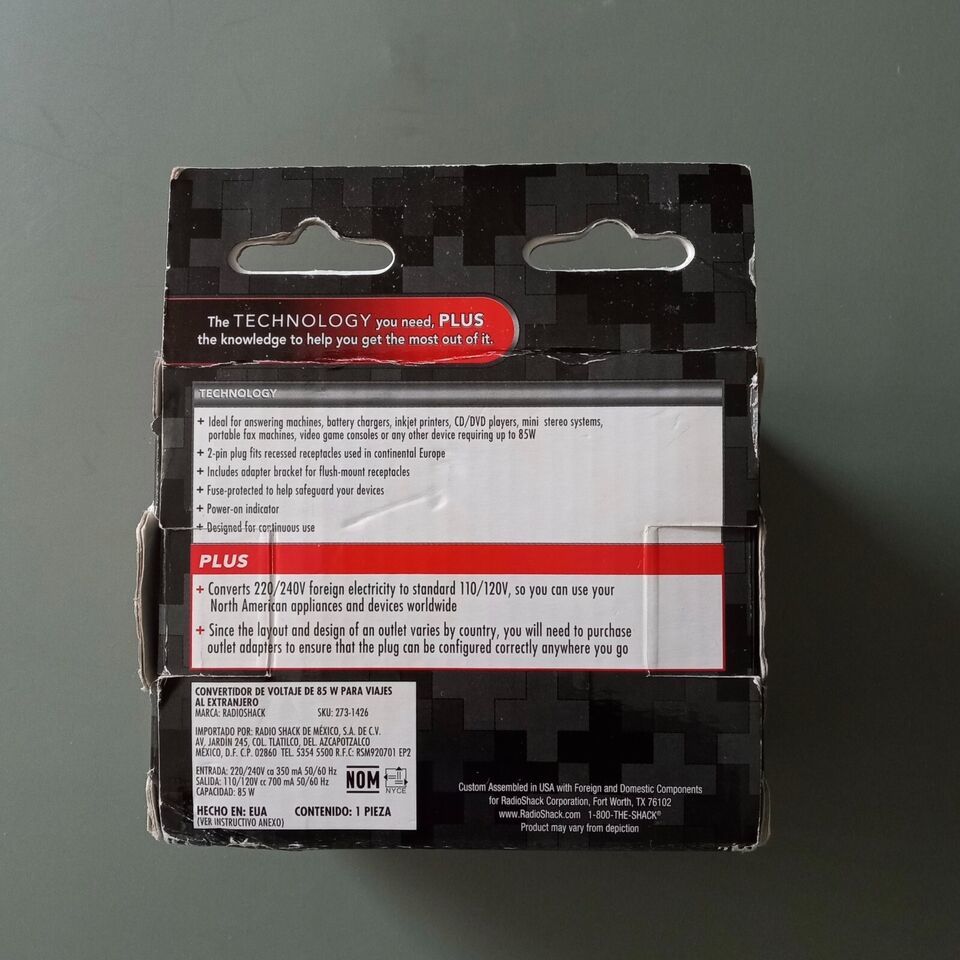 The TECHNOLOGY you need, PLUS
the knowledge to help you get the most out of it.
TECHNOLOGY
+ Ideal for answering machines, battery chargers, inkjet printers, CD/DVD players, mini stereo systems,
portable fax machines, video game consoles or any other device requiring up to 85W
+ 2-pin plug fits recessed receptacles used in continental Europe
+ Includes adapter bracket for flush-mount receptacles
+ Fuse-protected to help safeguard your devices
+ Power-on indicator
+ Designed for continuous use
PLUS
+ Converts 220/240V foreign electricity to standard 110/120V, so you can use your
North American appliances and devices worldwide
+ Since the layout and design of an outlet varies by country, you will need to purchase
outlet adapters to ensure that the plug can be configured correctly anywhere you go
CONVERTIDOR DE VOLTAJE DE 85 W PARA VIAJES
AL EXTRANJERO
MARCA: RADIOSHACK SKU: 273-1426
IMPORTADO POR: RADIO SHACK DE MÉXICO, S.A. DE C.V.
AV, JARDÍN 245, COL. TLATILCO, DEL. AZCAPOTZALCO
MÉXICO, D.F. C.P. 02860 TEL. 5354 5500 R.F.C: RSM920701 EP2
ENTRADA: 220/240V ca 350 mA 50/60 Hz
SALIDA: 110/120V cc 700 mA 50/60 Hz
CAPACIDAD: 85 W
NOM
NYCE
HECHO EN: EUA CONTENIDO: 1 PIEZA
(VER INSTRUCTIVO ANEXO)
Custom Assembled in USA with Foreign and Domestic Components
for RadioShack Corporation, Fort Worth, TX 76102
www.RadioShack.com 1-800-THE-SHACK®
Product may vary from depiction